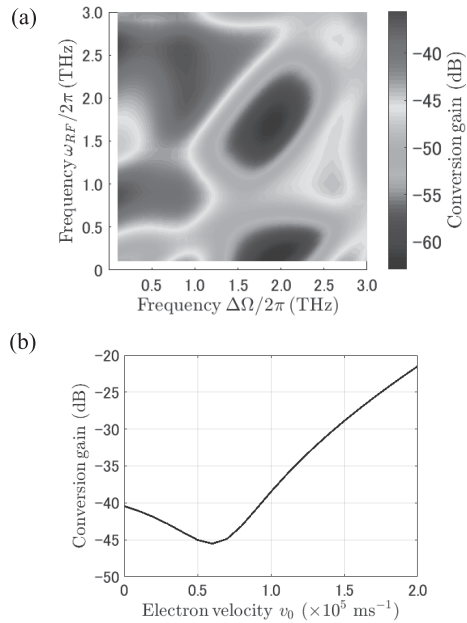 (a)
3.0
2.5
2.0
1.5
1.0
0.5
0
Frequency ω_RF/2π (THz)
0.5 1.0 1.5 2.0 2.5 3.0
Frequency ΔΩ/2π (THz)
−40
−45
−50
−55
−60
Conversion gain (dB)
(b)
−20
−25
−30
−35
−40
−45
−50
Conversion gain (dB)
0 0.5 1.0 1.5 2.0
Electron velocity v₀ (×10⁵ ms⁻¹)